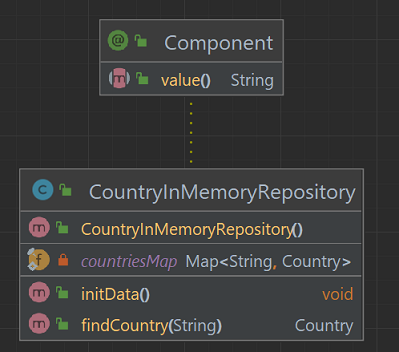 Component
value() String
CountryInMemoryRepository
CountryInMemoryRepository()
countriesMap Map<String, Country>
initData() void
findCountry(String) Country